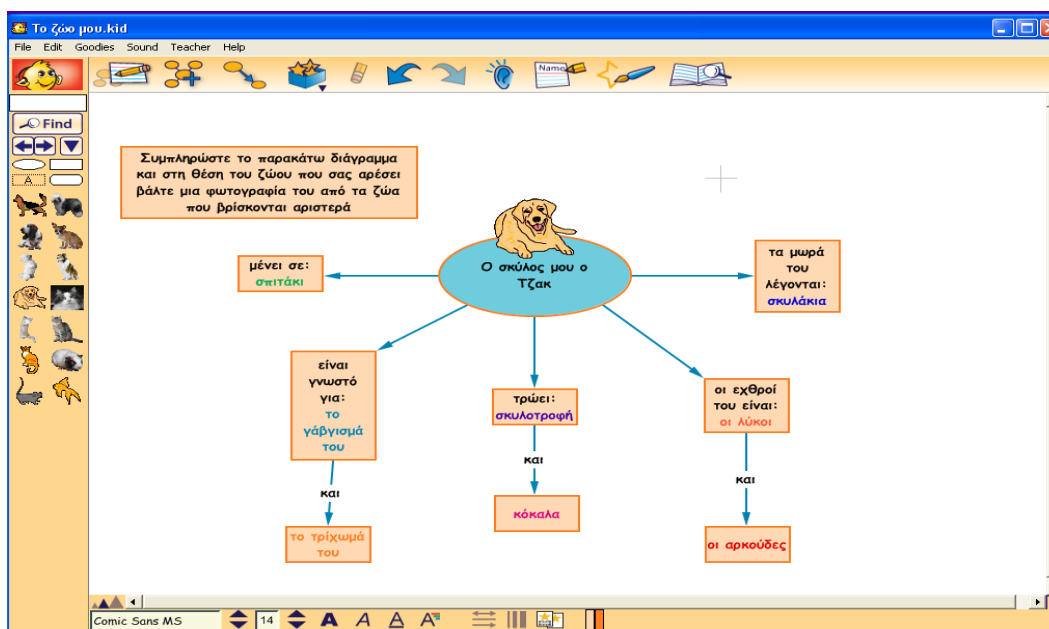 Το ζώο μου.kid
File Edit Goodies Sound Teacher Help
Name
Find
A
Συμπληρώστε το παρακάτω διάγραμμα
και στη θέση του ζώου που σας αρέσει
βάλτε μια φωτογραφία του από τα ζώα
που βρίσκονται αριστερά
Ο σκύλος μου ο
Τζακ
μένει σε:
σπιτάκι
τα μωρά
του
λέγονται:
σκυλάκια
είναι
γνωστό
για:
το
γάβγισμά
του
και
το τρίχωμά
του
τρώει:
σκυλοτροφή
και
κόκαλα
οι εχθροί
του είναι:
οι λύκοι
και
οι αρκούδες
Comic Sans MS 14 A A A A